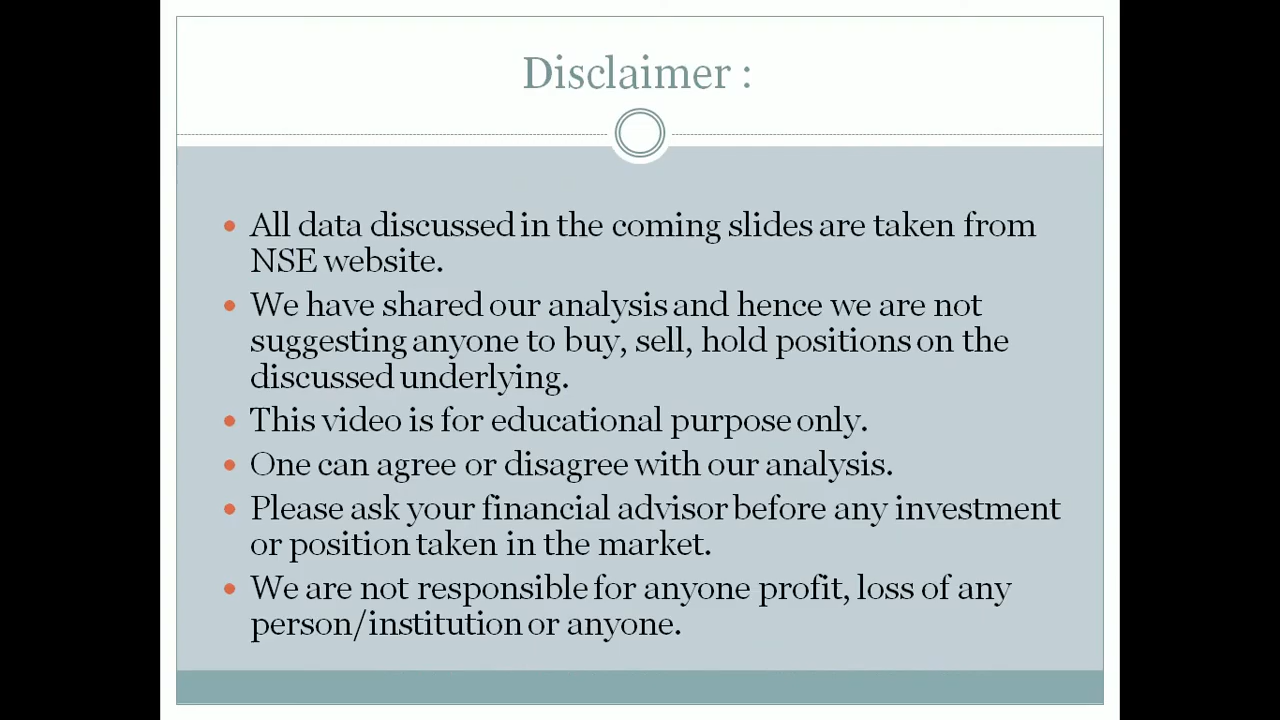 Disclaimer :
All data discussed in the coming slides are taken from
NSE website.
We have shared our analysis and hence we are not
suggesting anyone to buy, sell, hold positions on the
discussed underlying.
This video is for educational purpose only.
One can agree or disagree with our analysis.
Please ask your financial advisor before any investment
or position taken in the market.
We are not responsible for anyone profit, loss of any
person/institution or anyone.